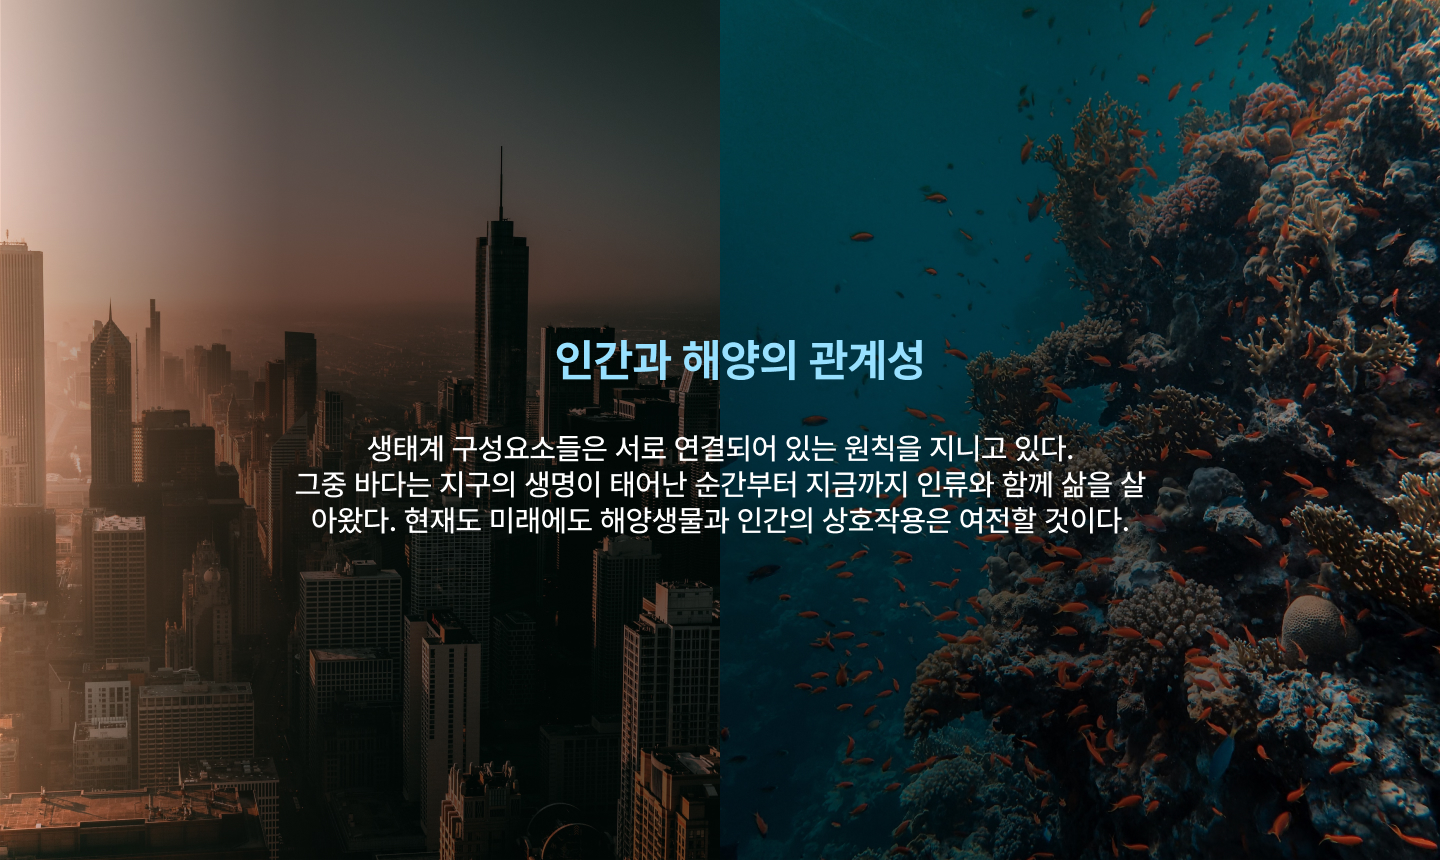 인간과 해양의 관계성
생태계 구성요소들은 서로 연결되어 있는 원칙을 지니고 있다.
그중 바다는 지구의 생명이 태어난 순간부터 지금까지 인류와 함께 삶을 살
아왔다. 현재도 미래에도 해양생물과 인간의 상호작용은 여전할 것이다.